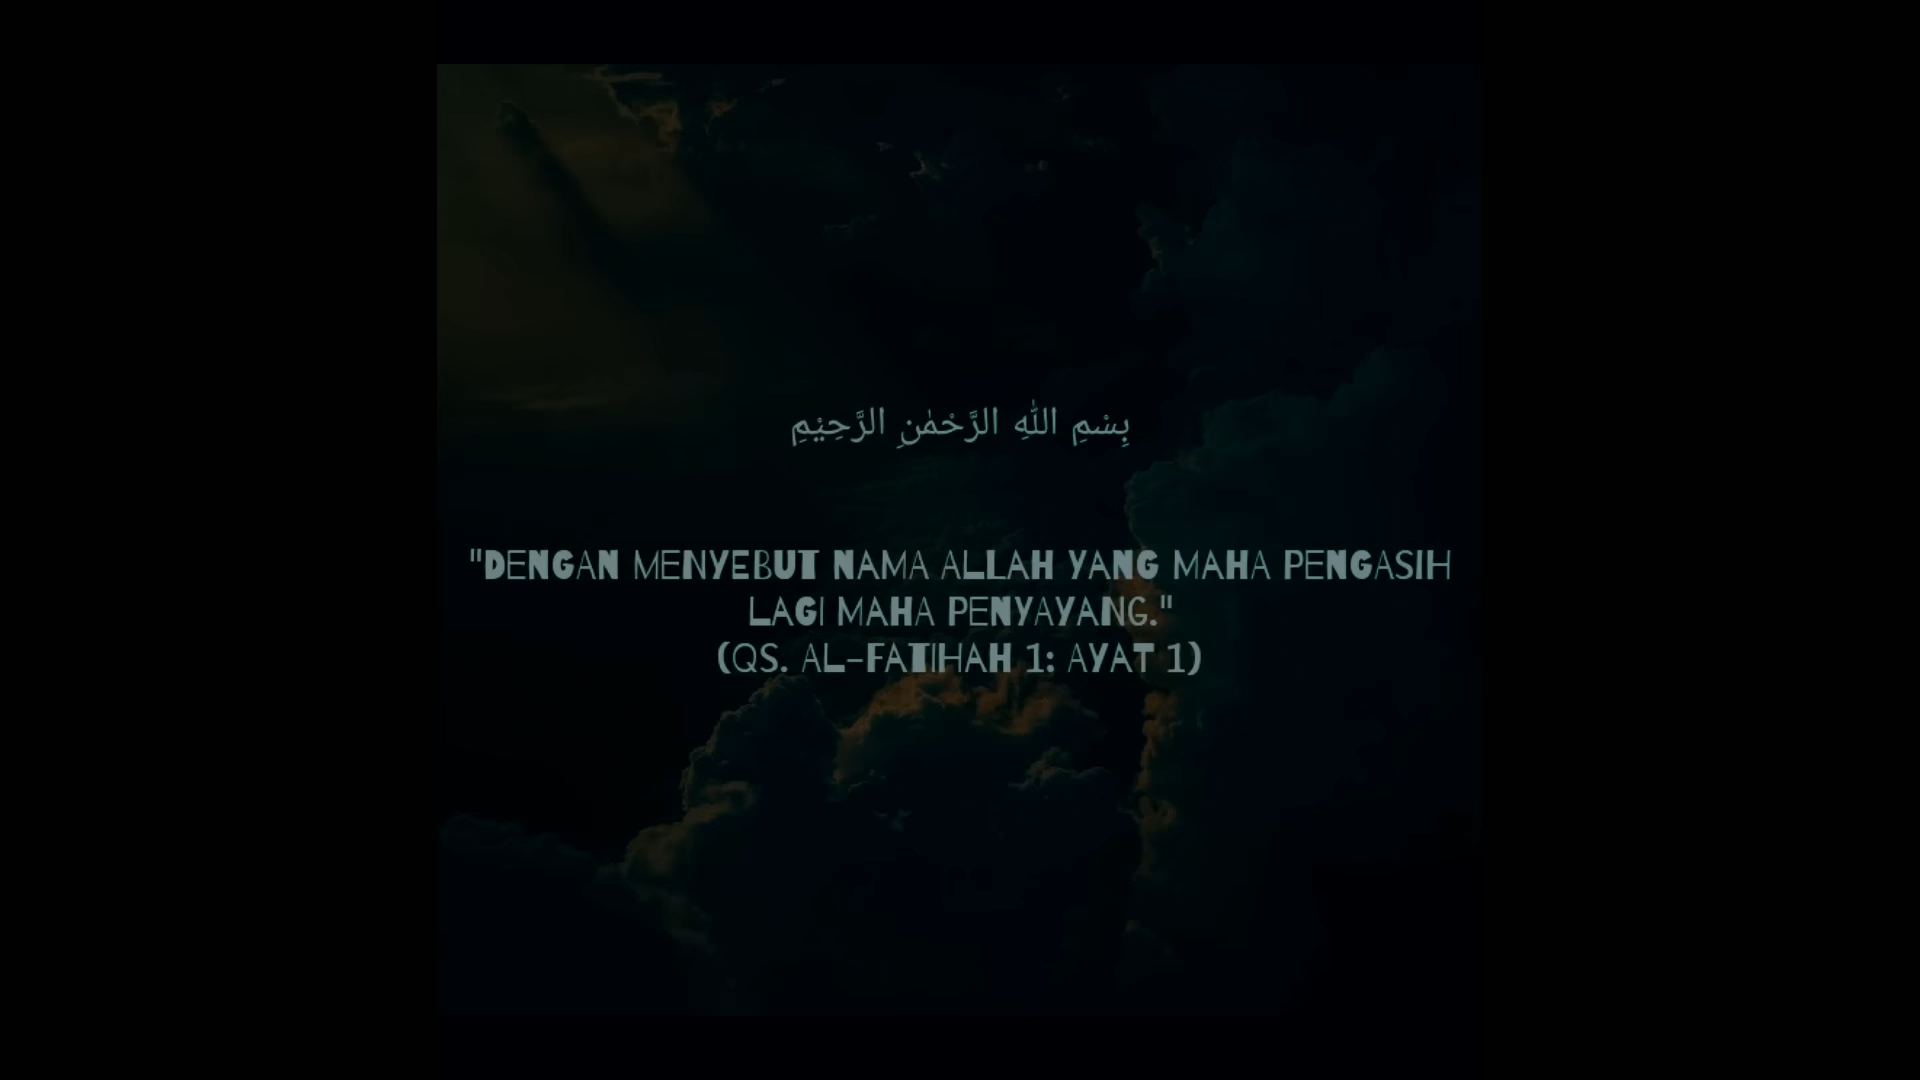 بِسْمِ اللّٰهِ الرَّحْمٰنِ الرَّحِيْمِ
"DENGAN MENYEBUT NAMA ALLAH YANG MAHA PENGASIH
LAGI MAHA PENYAYANG."
(QS. AL-FATIHAH 1: AYAT 1)